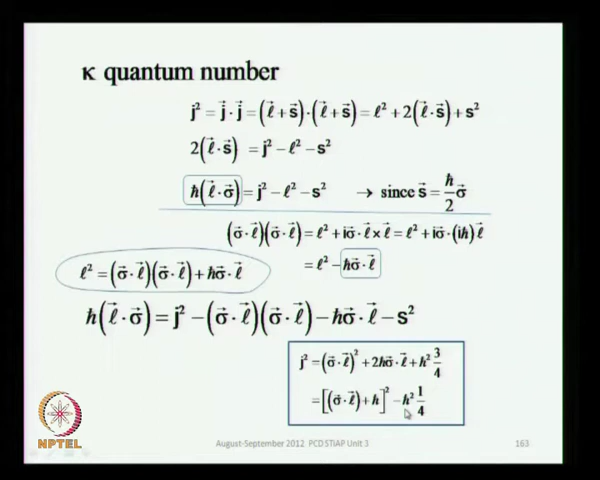 κ quantum number
j² = j⃗ · j⃗ = (ℓ⃗ + s⃗) · (ℓ⃗ + s⃗) = ℓ² + 2(ℓ⃗ · s⃗) + s²
2(ℓ⃗ · s⃗) = j² − ℓ² − s²
ħ(ℓ⃗ · σ⃗) = j² − ℓ² − s² → since s⃗ = ħ/2 σ⃗
(σ⃗ · ℓ⃗)(σ⃗ · ℓ⃗) = ℓ² + iσ⃗ · ℓ⃗ × ℓ⃗ = ℓ² + iσ⃗ · (iħ)ℓ⃗
= ℓ² − ħσ⃗ · ℓ⃗
ℓ² = (σ⃗ · ℓ⃗)(σ⃗ · ℓ⃗) + ħσ⃗ · ℓ⃗
ħ(ℓ⃗ · σ⃗) = j² − (σ⃗ · ℓ⃗)(σ⃗ · ℓ⃗) − ħσ⃗ · ℓ⃗ − s²
j² = (σ⃗ · ℓ⃗)² + 2ħσ⃗ · ℓ⃗ + ħ² 3/4
= [(σ⃗ · ℓ⃗) + ħ]² − ħ² 1/4
NPTEL
August-September 2012 PCD STIAP Unit 3
163